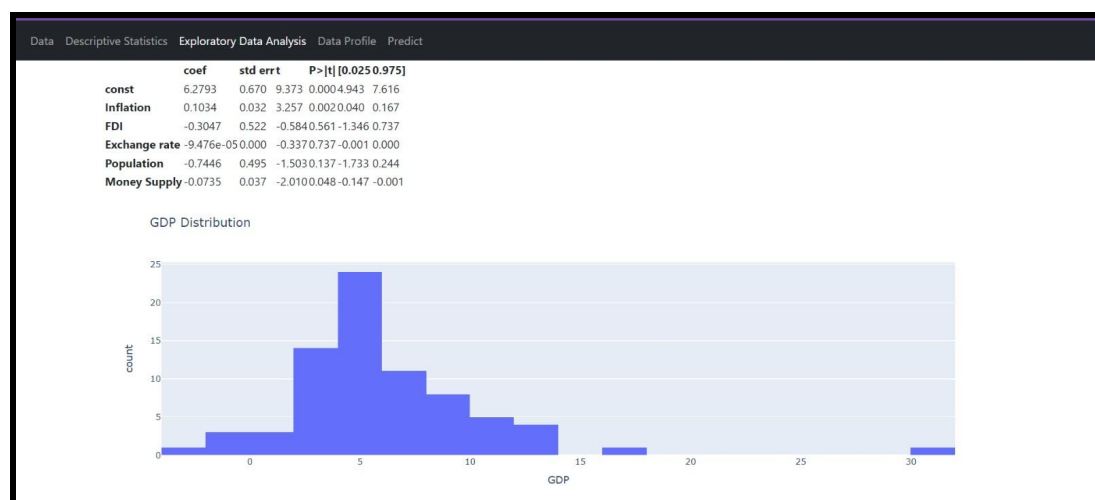 Data Descriptive Statistics Exploratory Data Analysis Data Profile Predict
coef std err t P>|t| [0.025 0.975]
const 6.2793 0.670 9.373 0.000 4.943 7.616
Inflation 0.1034 0.032 3.257 0.002 0.040 0.167
FDI -0.3047 0.522 -0.584 0.561 -1.346 0.737
Exchange rate -9.476e-05 0.000 -0.337 0.737 -0.001 0.000
Population -0.7446 0.495 -1.503 0.137 -1.733 0.244
Money Supply -0.0735 0.037 -2.010 0.048 -0.147 -0.001
GDP Distribution
25
20
15
10
5
0
count
0 5 10 15 20 25 30
GDP